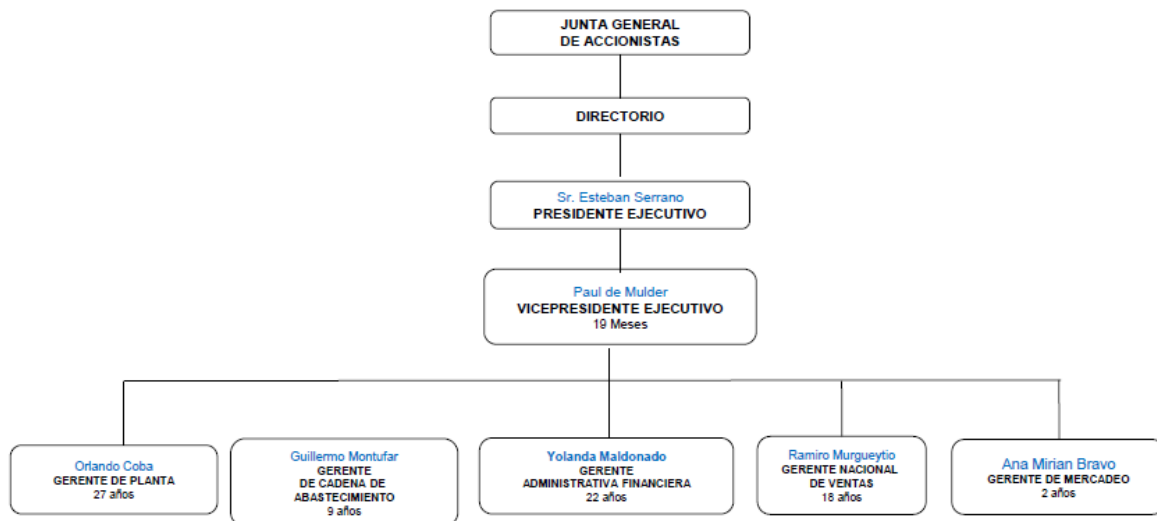 JUNTA GENERAL
DE ACCIONISTAS
DIRECTORIO
Sr. Esteban Serrano
PRESIDENTE EJECUTIVO
Paul de Mulder
VICEPRESIDENTE EJECUTIVO
19 Meses
Orlando Coba
GERENTE DE PLANTA
27 años
Guillermo Montufar
GERENTE
DE CADENA DE
ABASTECIMIENTO
9 años
Yolanda Maldonado
GERENTE
ADMINISTRATIVA FINANCIERA
22 años
Ramiro Murgueytio
GERENTE NACIONAL
DE VENTAS
18 años
Ana Mirian Bravo
GERENTE DE MERCADEO
2 años